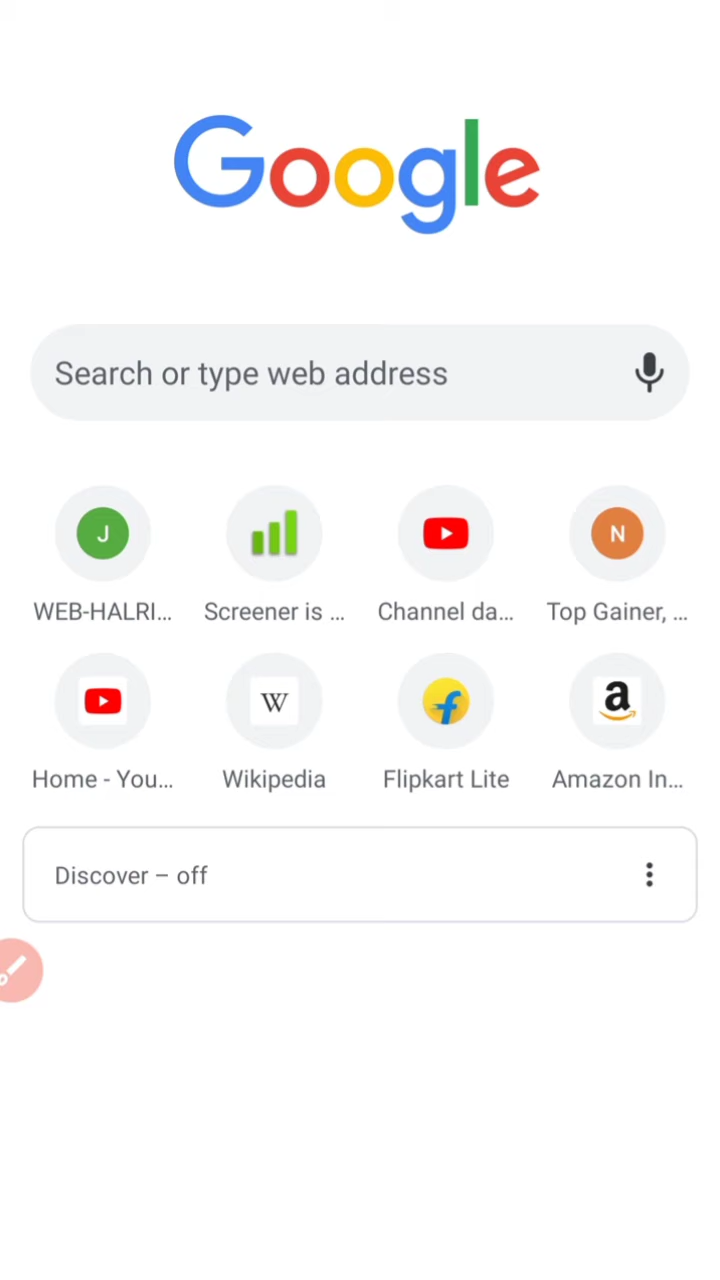 Google
Search or type web address
J
N
WEB-HALRI... Screener is ... Channel da... Top Gainer, ...
W
a
Home - You... Wikipedia Flipkart Lite Amazon In...
Discover – off